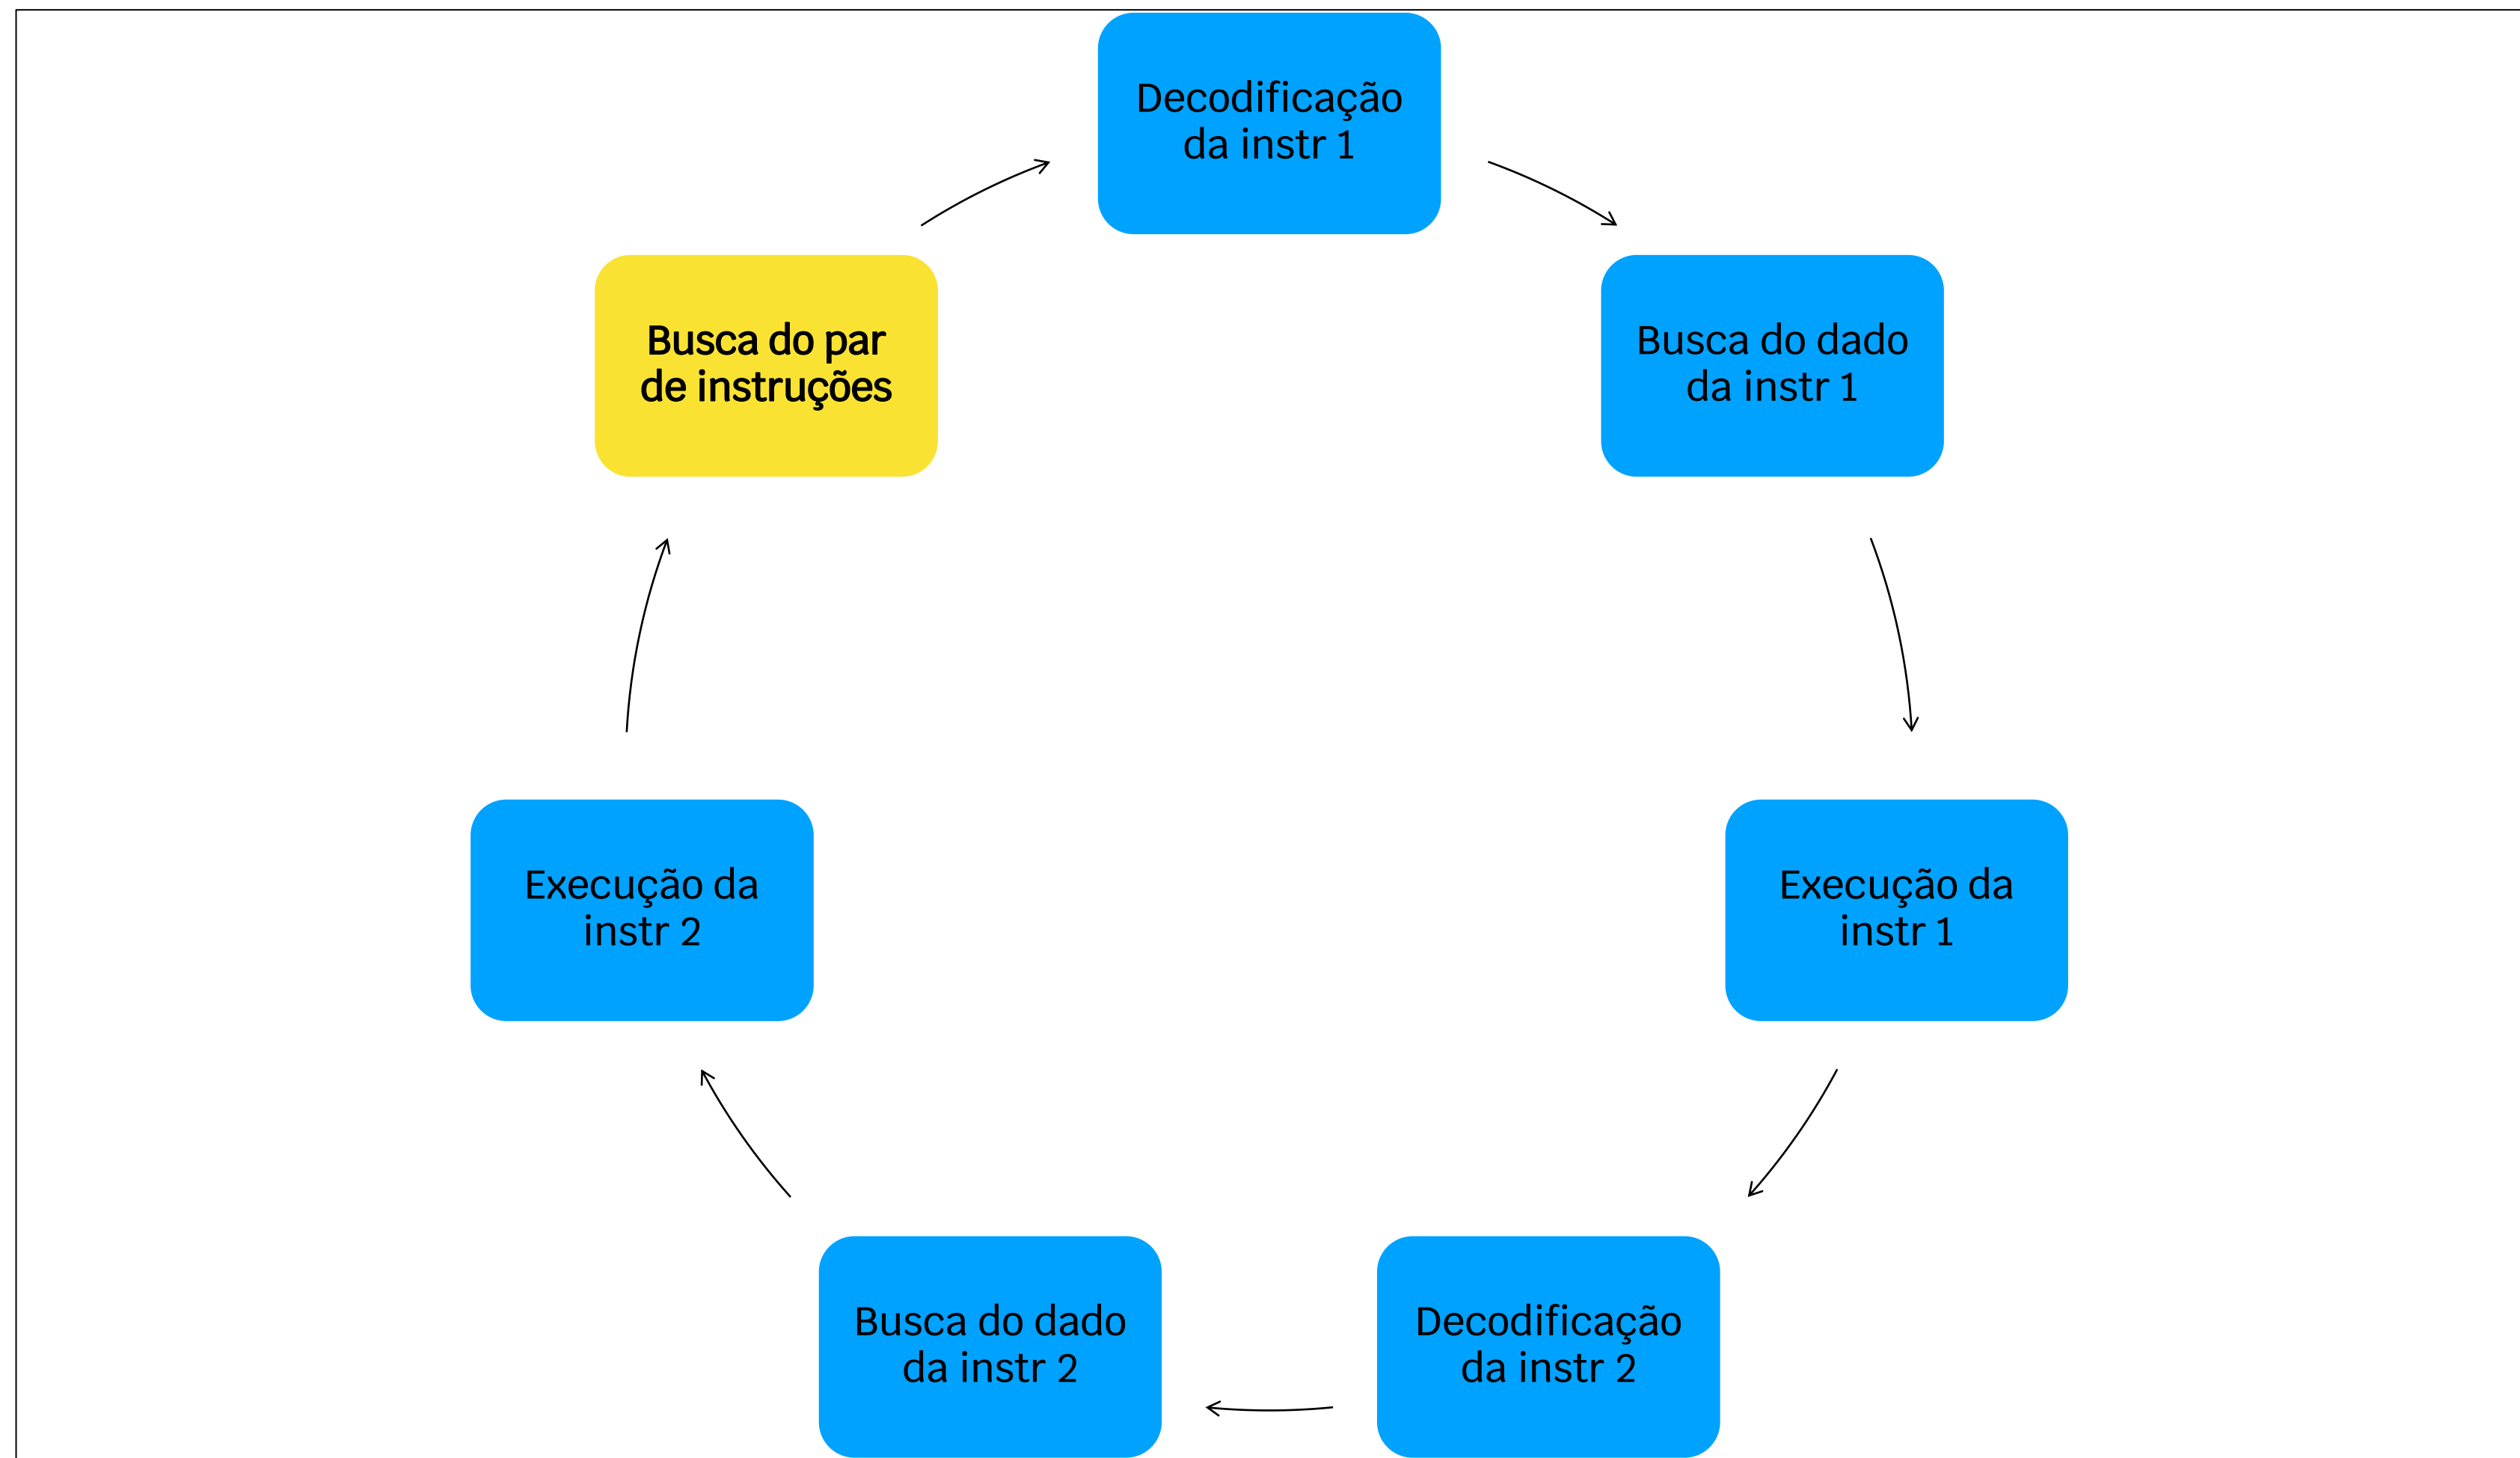 Decodificação
da instr 1
Busca do par
de instruções
Busca do dado
da instr 1
Execução da
instr 2
Execução da
instr 1
Busca do dado
da instr 2
Decodificação
da instr 2